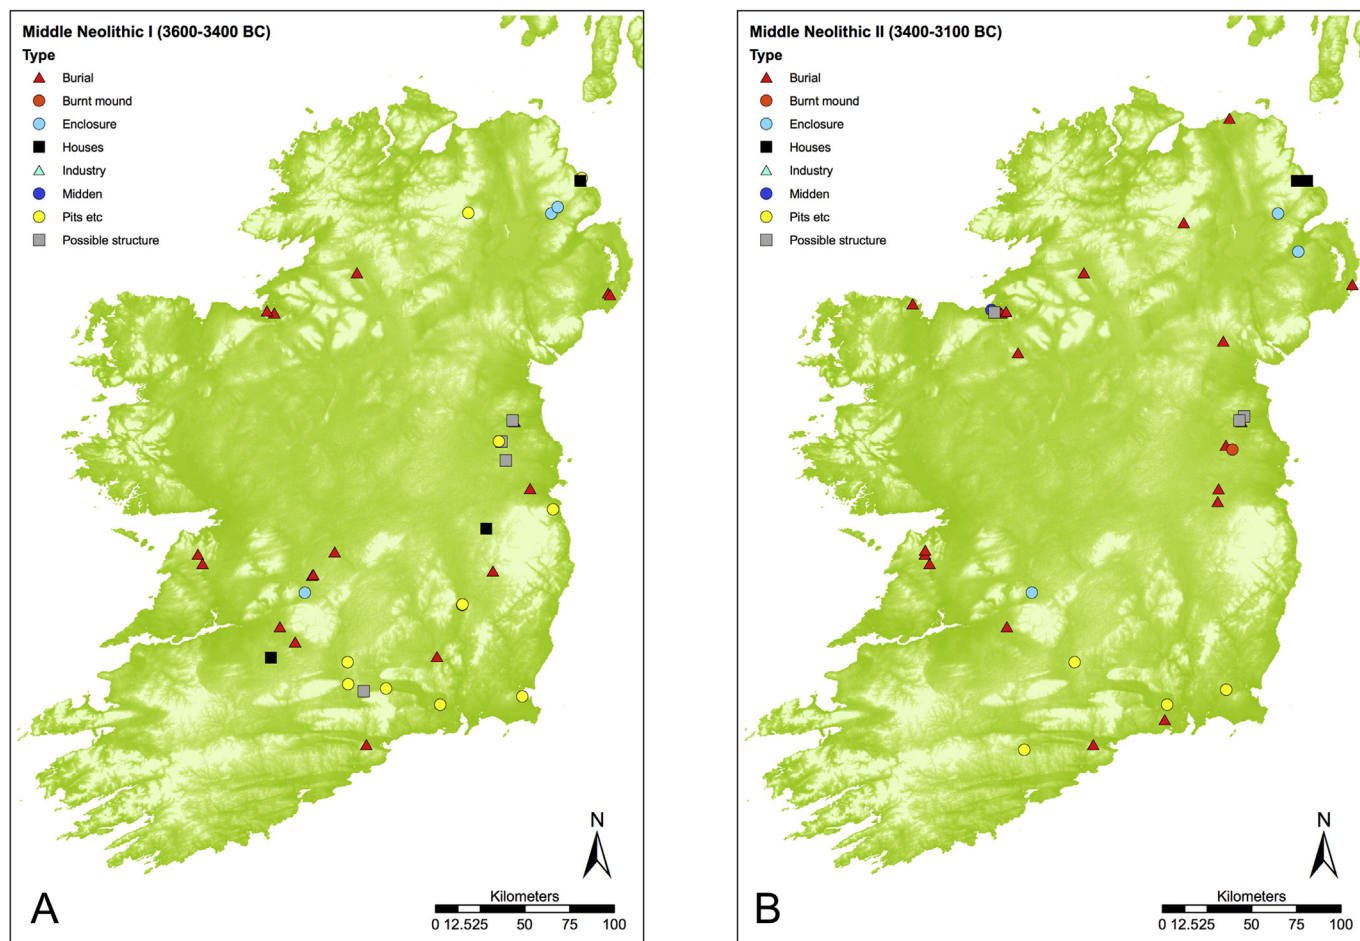 Middle Neolithic I (3600-3400 BC)
Type
Burial
Burnt mound
Enclosure
Houses
Industry
Midden
Pits etc
Possible structure
N
Kilometers
0 12.525 50 75 100
A
Middle Neolithic II (3400-3100 BC)
Type
Burial
Burnt mound
Enclosure
Houses
Industry
Midden
Pits etc
Possible structure
N
Kilometers
0 12.525 50 75 100
B